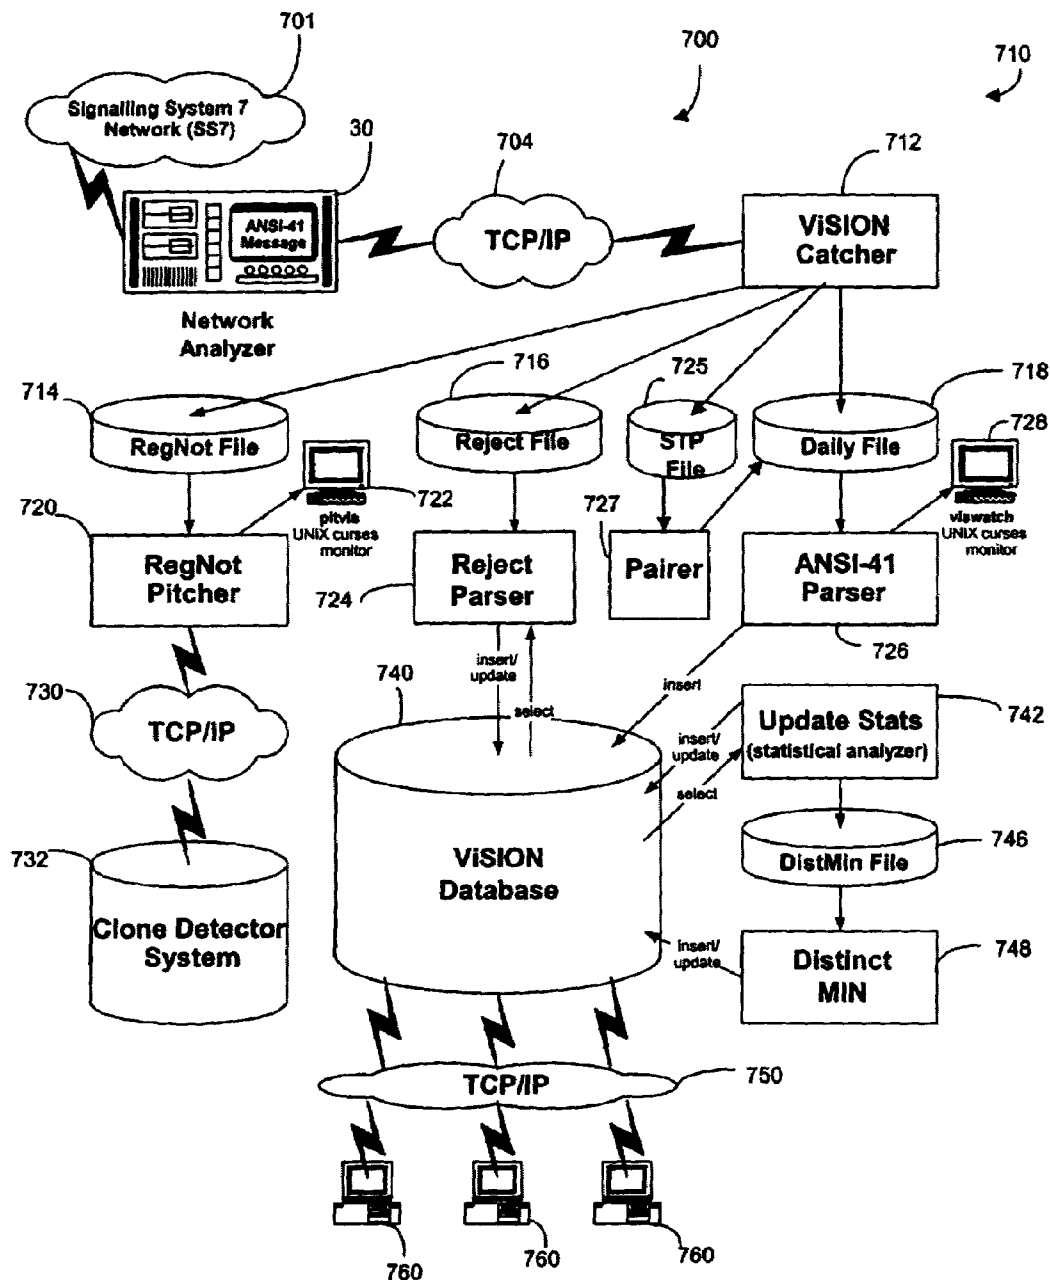 701
700
710
Signalling System 7
Network (SS7)
30
704
712
ANSI-41
Message
TCP/IP
ViSION
Catcher
Network
Analyzer
714
716
725
718
728
RegNot File
Reject File
STP
File
Daily File
720
722
pitvis
UNIX curses
monitor
727
viswatch
UNIX curses
monitor
RegNot
Pitcher
724
Reject
Parser
Pairer
ANSI-41
Parser
726
insert/
update
select
insert
730
740
742
TCP/IP
Update Stats
(statistical analyzer)
insert/
update
select
732
746
DistMin File
ViSION
Database
Clone Detector
System
insert/
update
748
Distinct
MIN
TCP/IP
750
760
760
760